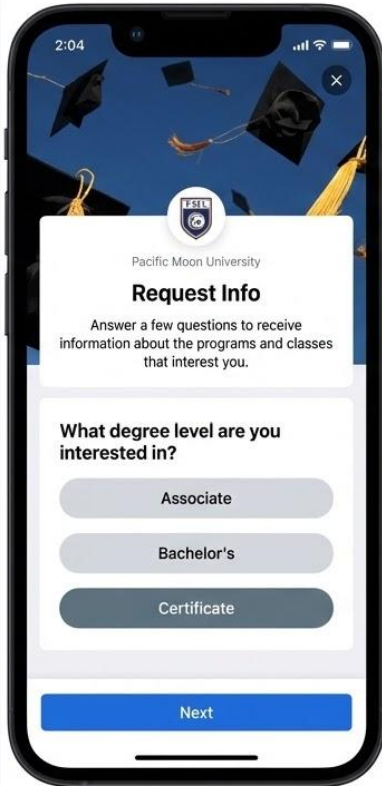 2:04
FSEL
Pacific Moon University
Request Info
Answer a few questions to receive
information about the programs and classes
that interest you.
What degree level are you
interested in?
Associate
Bachelor's
Certificate
Next